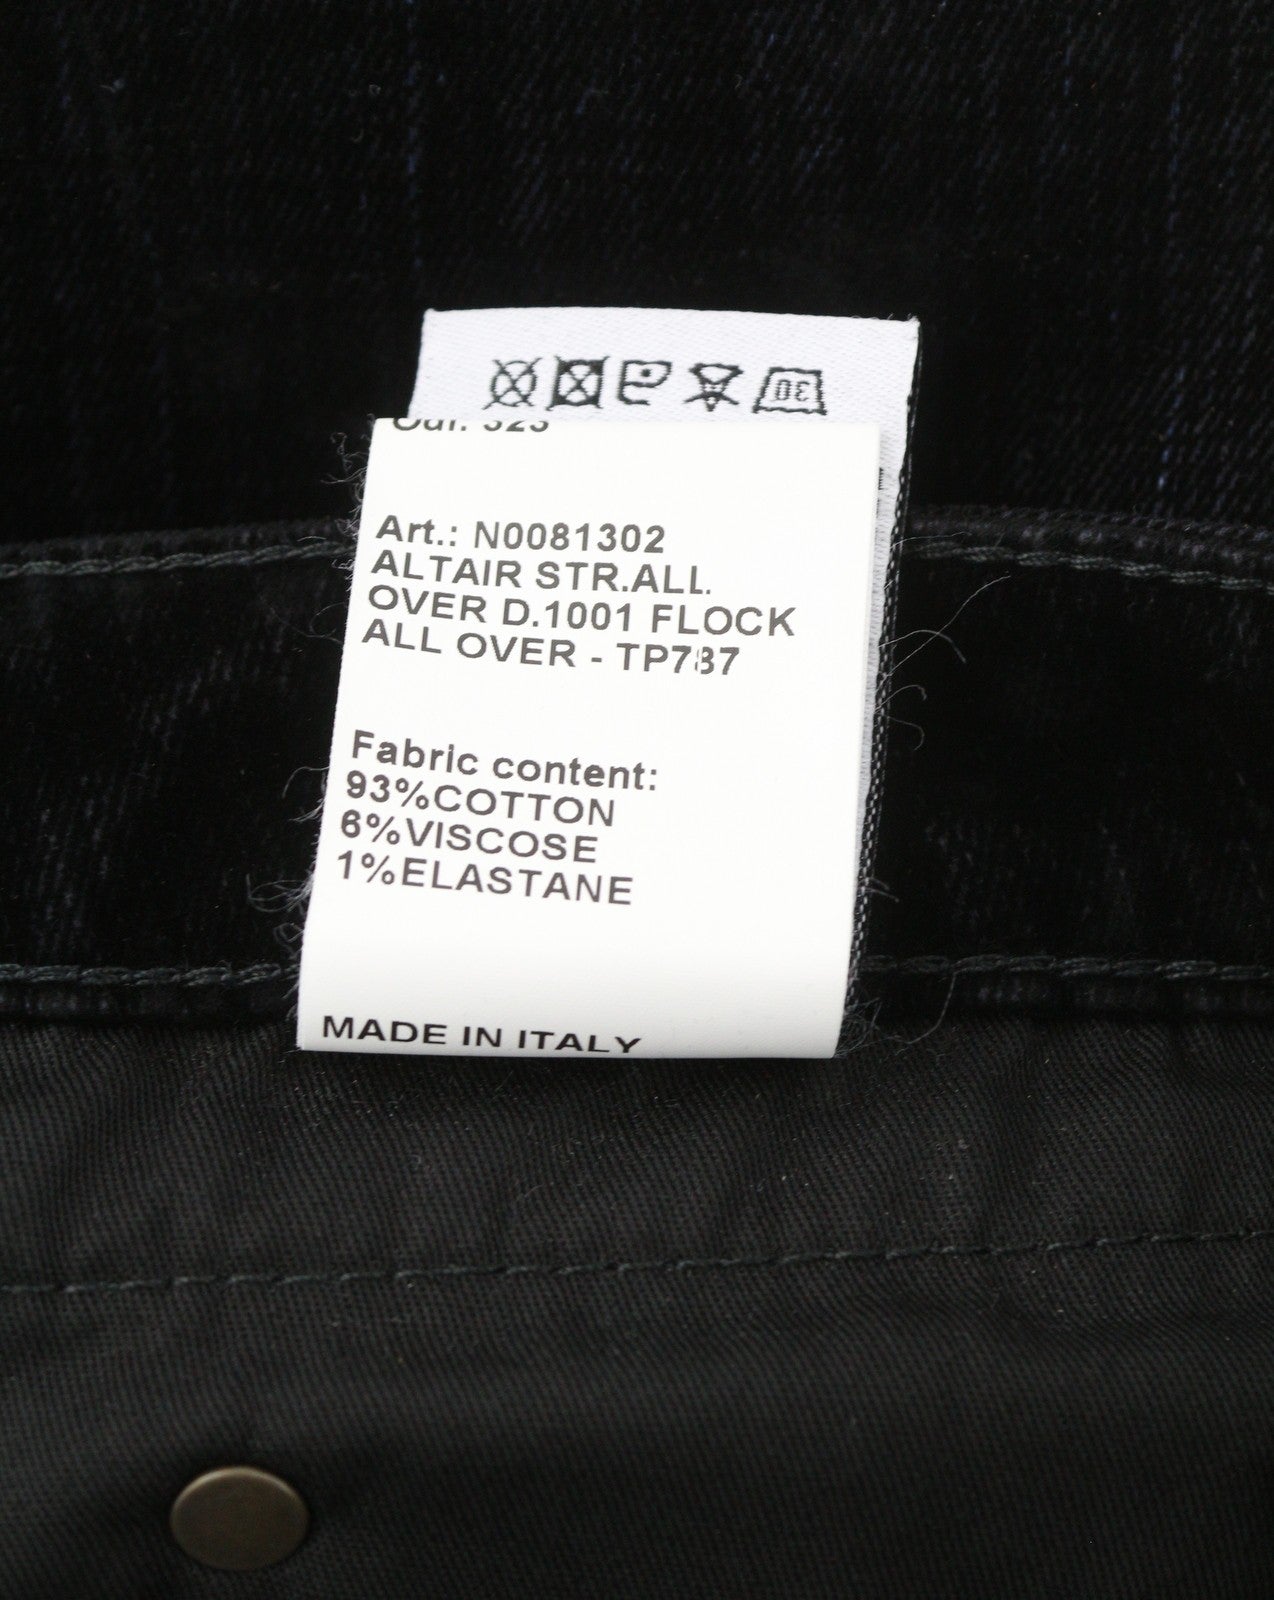 30
Art.: N0081302
ALTAIR STR.ALL.
OVER D.1001 FLOCK
ALL OVER - TP787
Fabric content:
93%COTTON
6%VISCOSE
1%ELASTANE
MADE IN ITALY